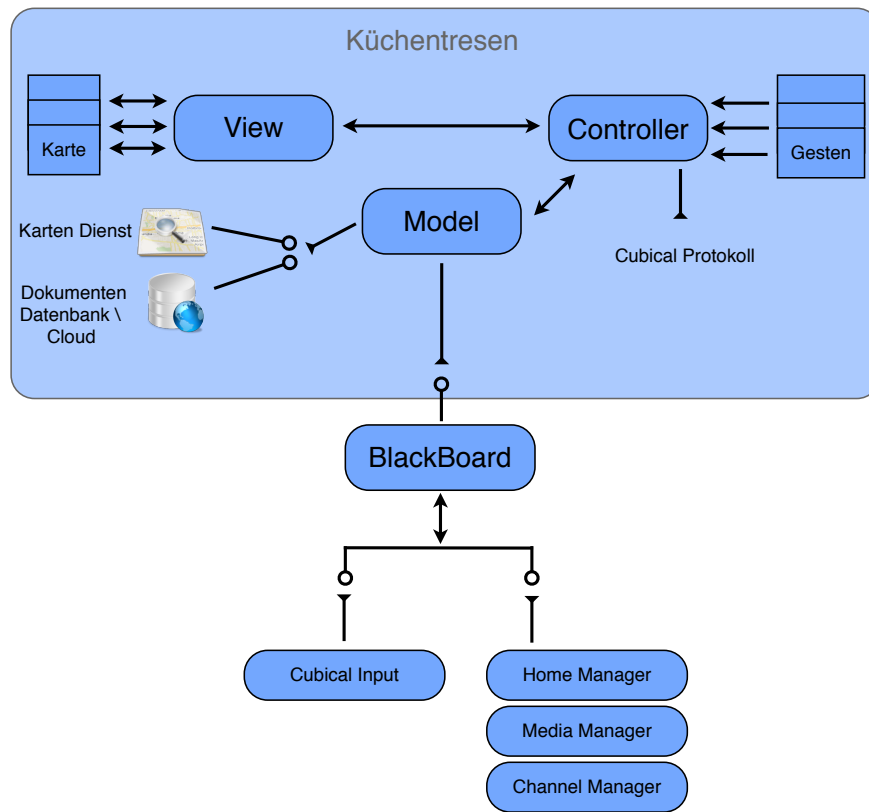 Küchentresen
View
Controller
Karte
Gesten
Model
Karten Dienst
Cubical Protokoll
Dokumenten
Datenbank \
Cloud
BlackBoard
Cubical Input
Home Manager
Media Manager
Channel Manager